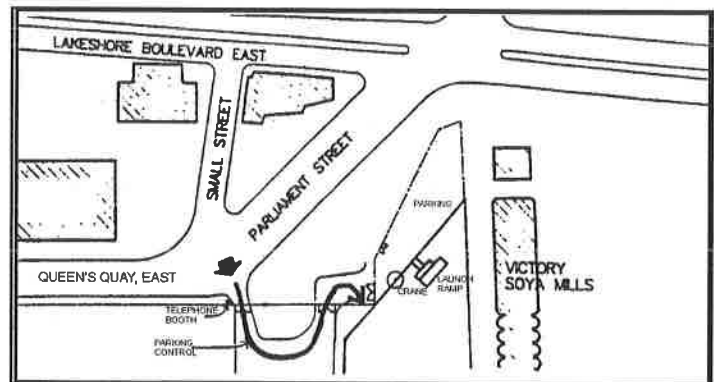 LAKESHORE BOULEVARD EAST
SMALL STREET
PARLIAMENT STREET
PARKING
QUEEN'S QUAY, EAST
CRANE
LAUNCH
RAMP
VICTORY
SOYA MILLS
TELEPHONE
BOOTH
PARKING
CONTROL